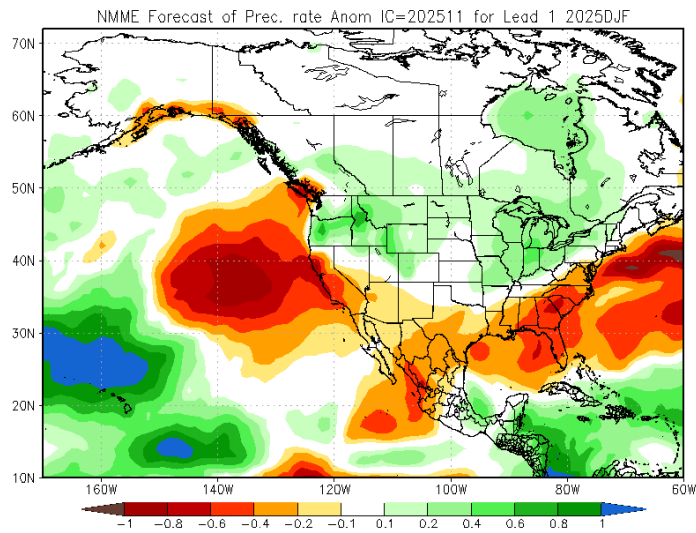 NMME Forecast of Prec. rate Anom IC=202511 for Lead 1 2025DJF
70N
60N
50N
40N
30N
20N
10N
160W 140W 120W 100W 80W 60W
-1 -0.8 -0.6 -0.4 -0.2 -0.1 0.1 0.2 0.6 0.8 1